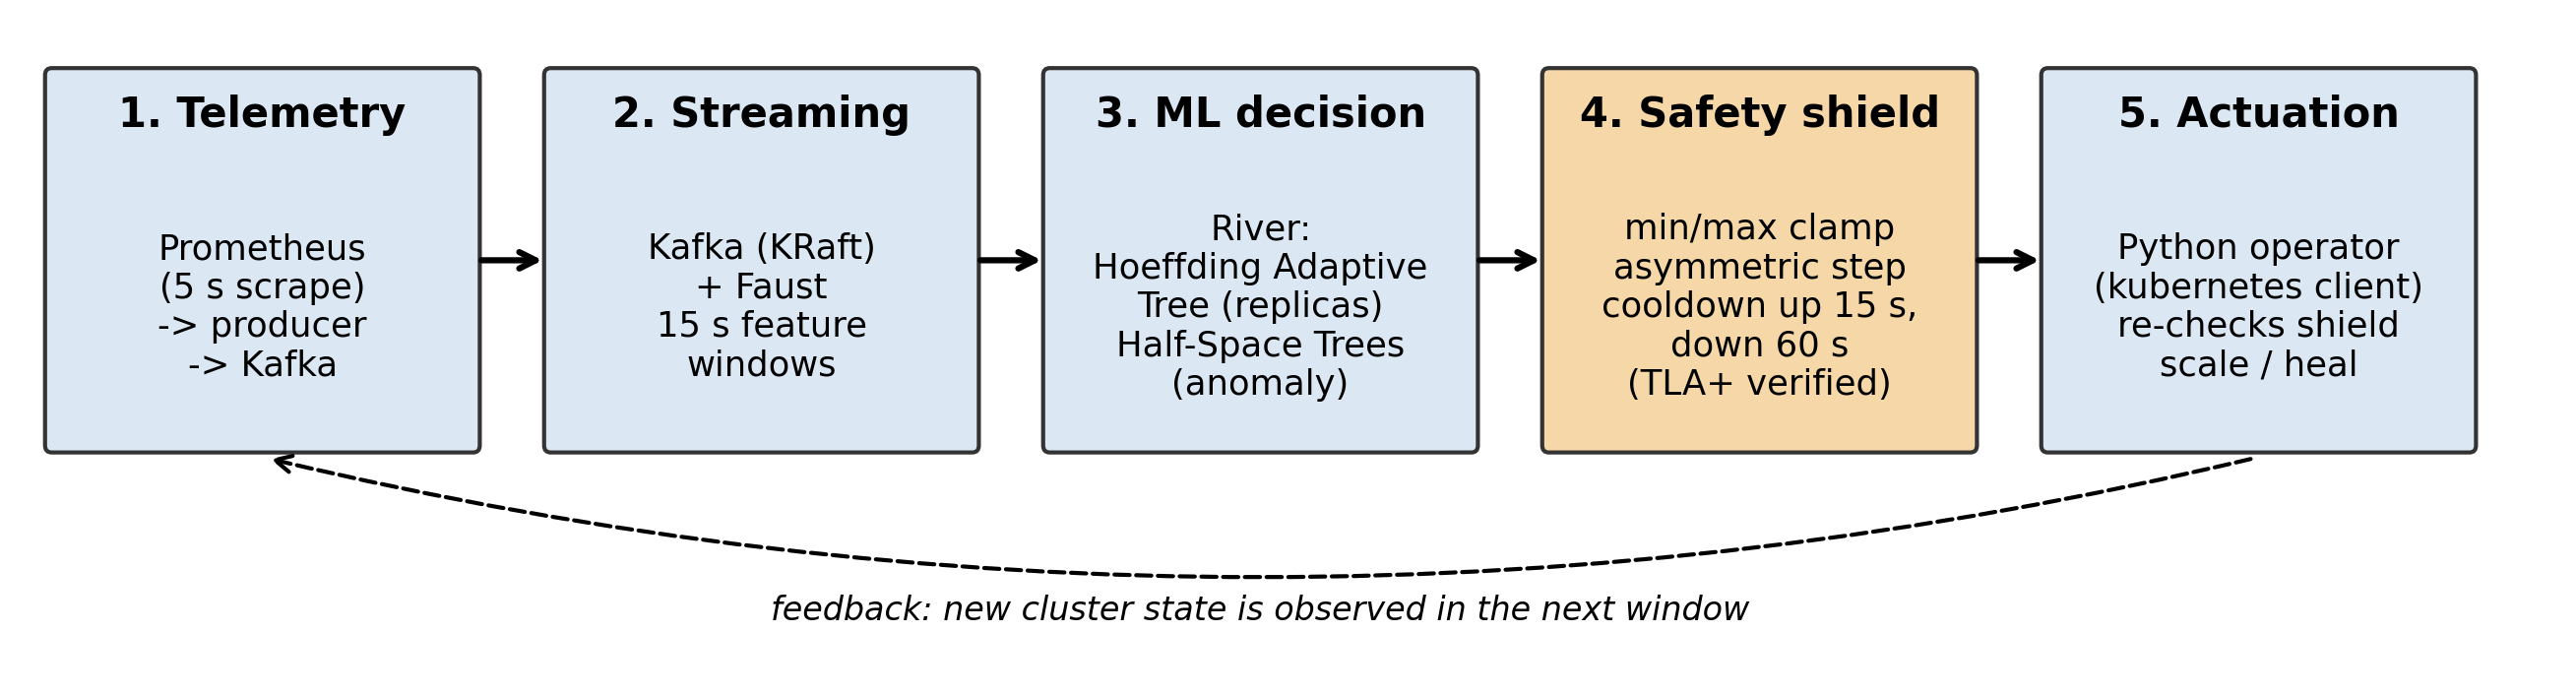 1. Telemetry
Prometheus
(5 s scrape)
-> producer
-> Kafka
2. Streaming
Kafka (KRaft)
+ Faust
15 s feature
windows
3. ML decision
River:
Hoeffding Adaptive
Tree (replicas)
Half-Space Trees
(anomaly)
4. Safety shield
min/max clamp
asymmetric step
cooldown up 15 s,
down 60 s
(TLA+ verified)
5. Actuation
Python operator
(kubernetes client)
re-checks shield
scale / heal
feedback: new cluster state is observed in the next window